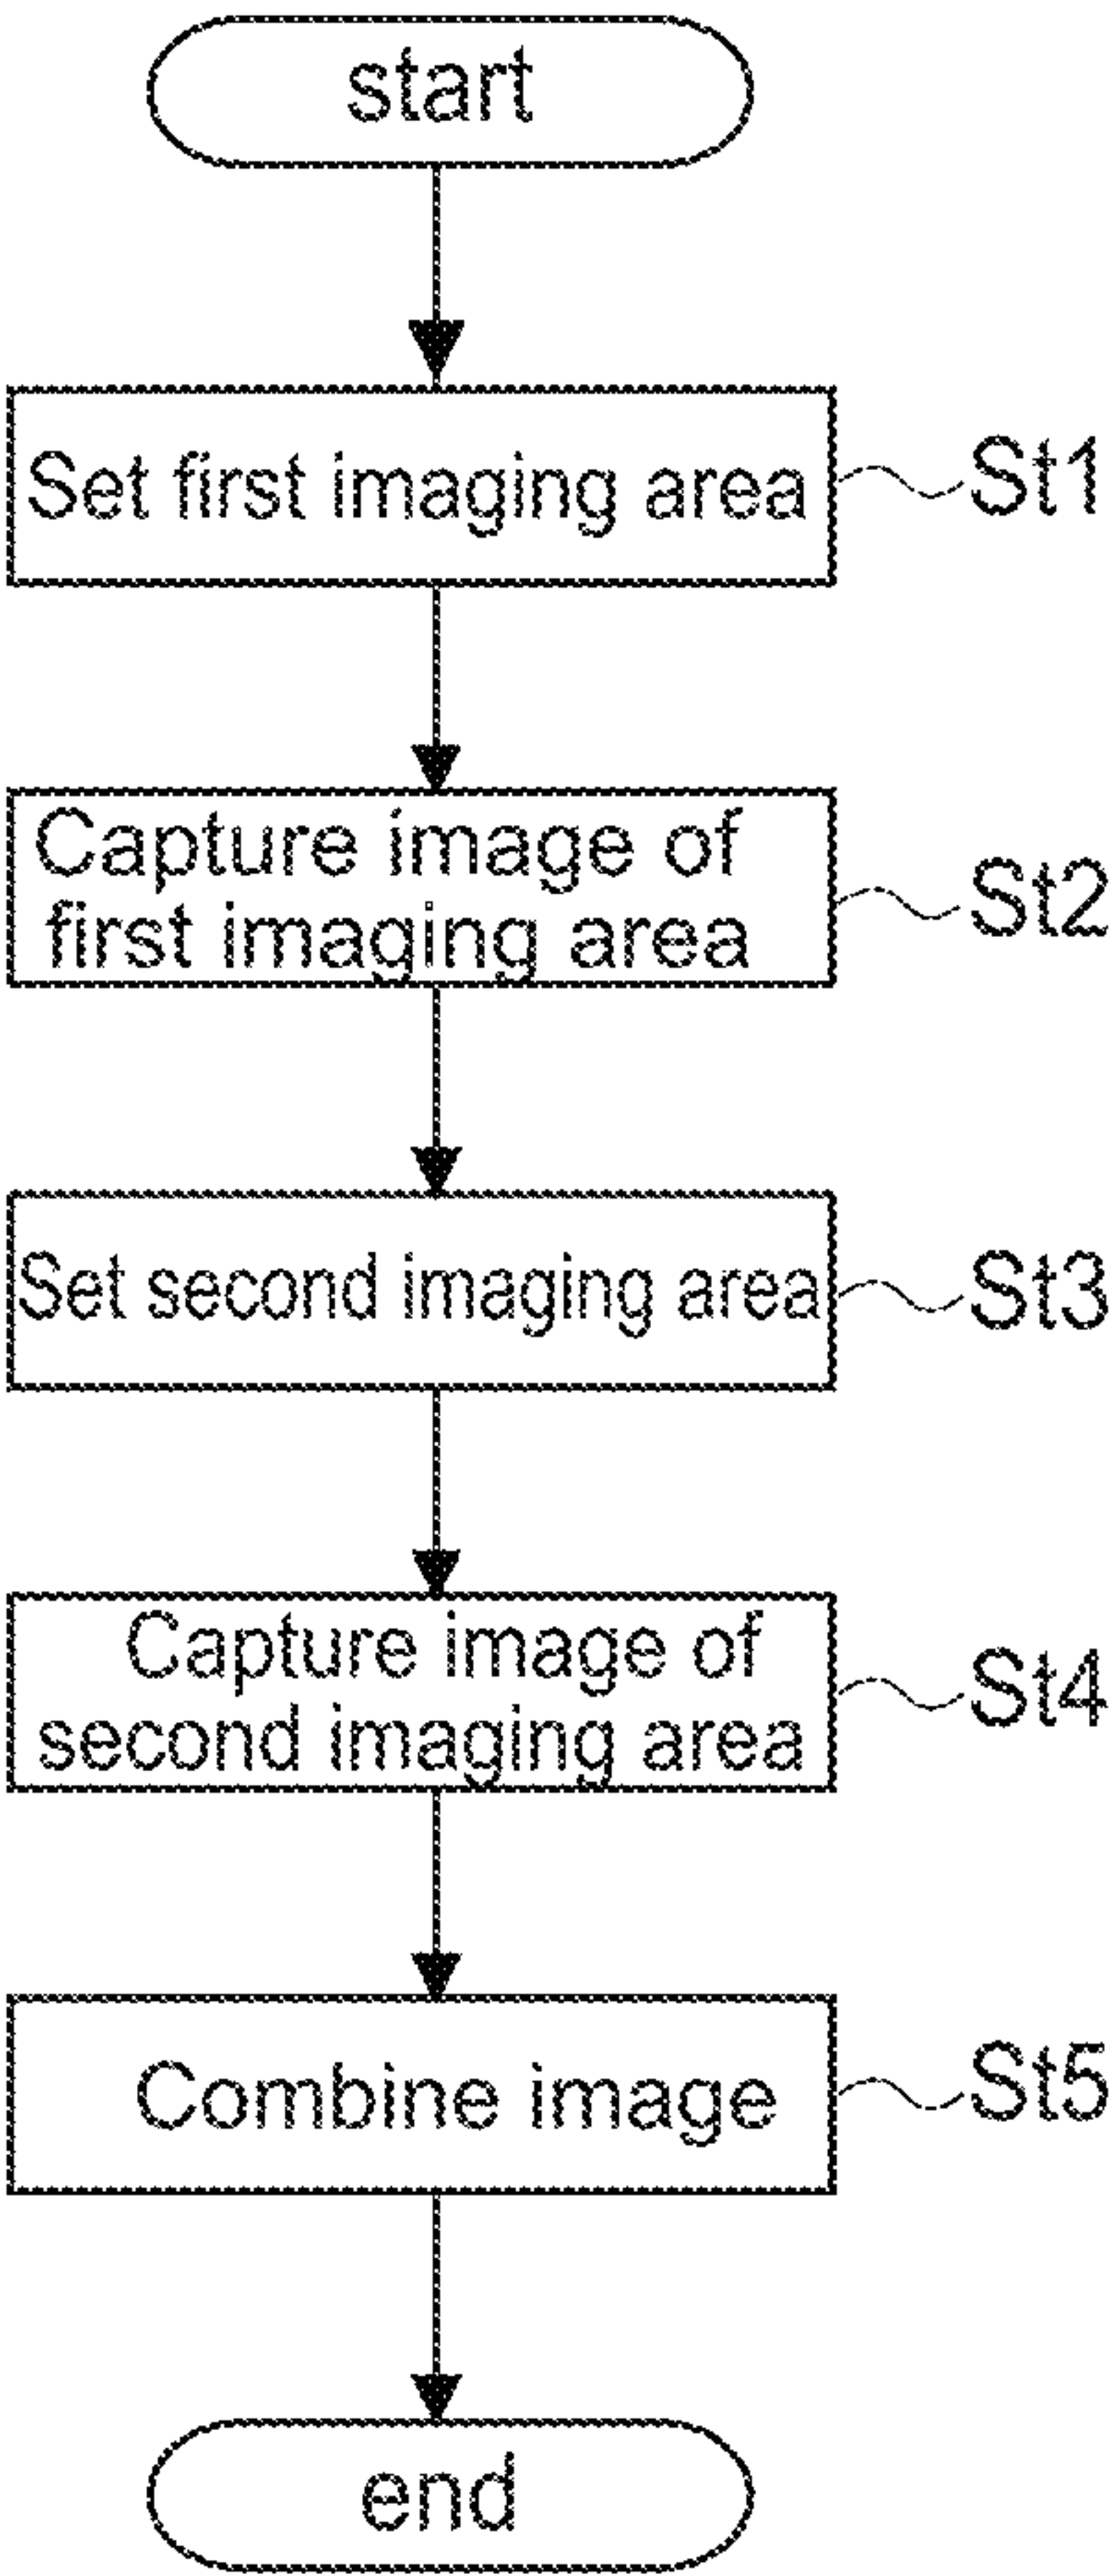 start
Set first imaging area
St1
Capture image of
first imaging area
St2
Set second imaging area
St3
Capture image of
second imaging area
St4
Combine image
St5
end